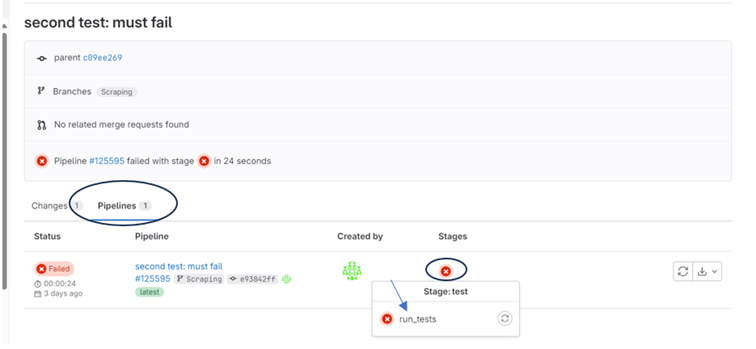 second test: must fail
parent c09ee269
Branches Scraping
No related merge requests found
Pipeline #125595 failed with stage in 24 seconds
Changes 1 Pipelines 1
Status Pipeline Created by Stages
Failed second test: must fail
00:00:24 #125595 Scraping e93842ff
3 days ago latest
Stage: test
run_tests